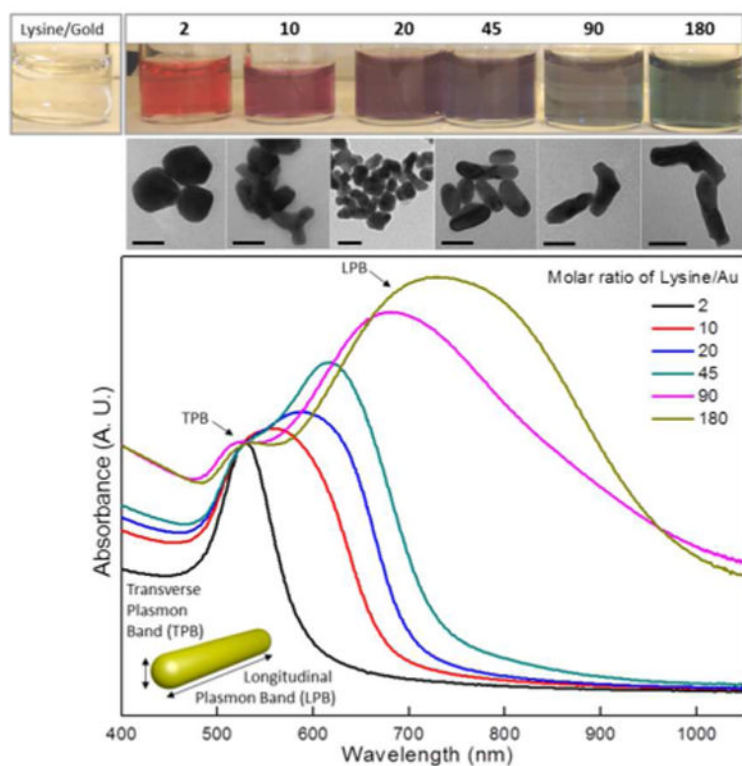 Lysine/Gold 2 10 20 45 90 180
LPB
Molar ratio of Lysine/Au
2
10
20
45
90
180
TPB
Absorbance (A. U.)
Transverse
Plasmon
Band (TPB)
Longitudinal
Plasmon Band (LPB)
400 500 600 700 800 900 1000
Wavelength (nm)